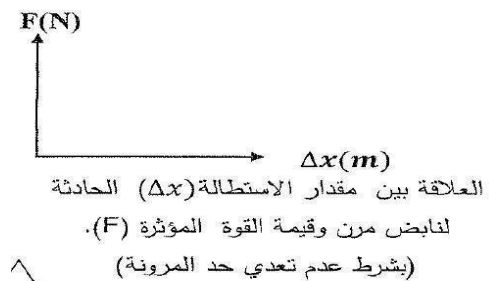 F(N)
Δx(m)
العلاقة بين مقدار الاستطالة (Δx) الحادثة
لنابض مرن وقيمة القوة المؤثرة (F).
(بشرط عدم تعدي حد المرونة)